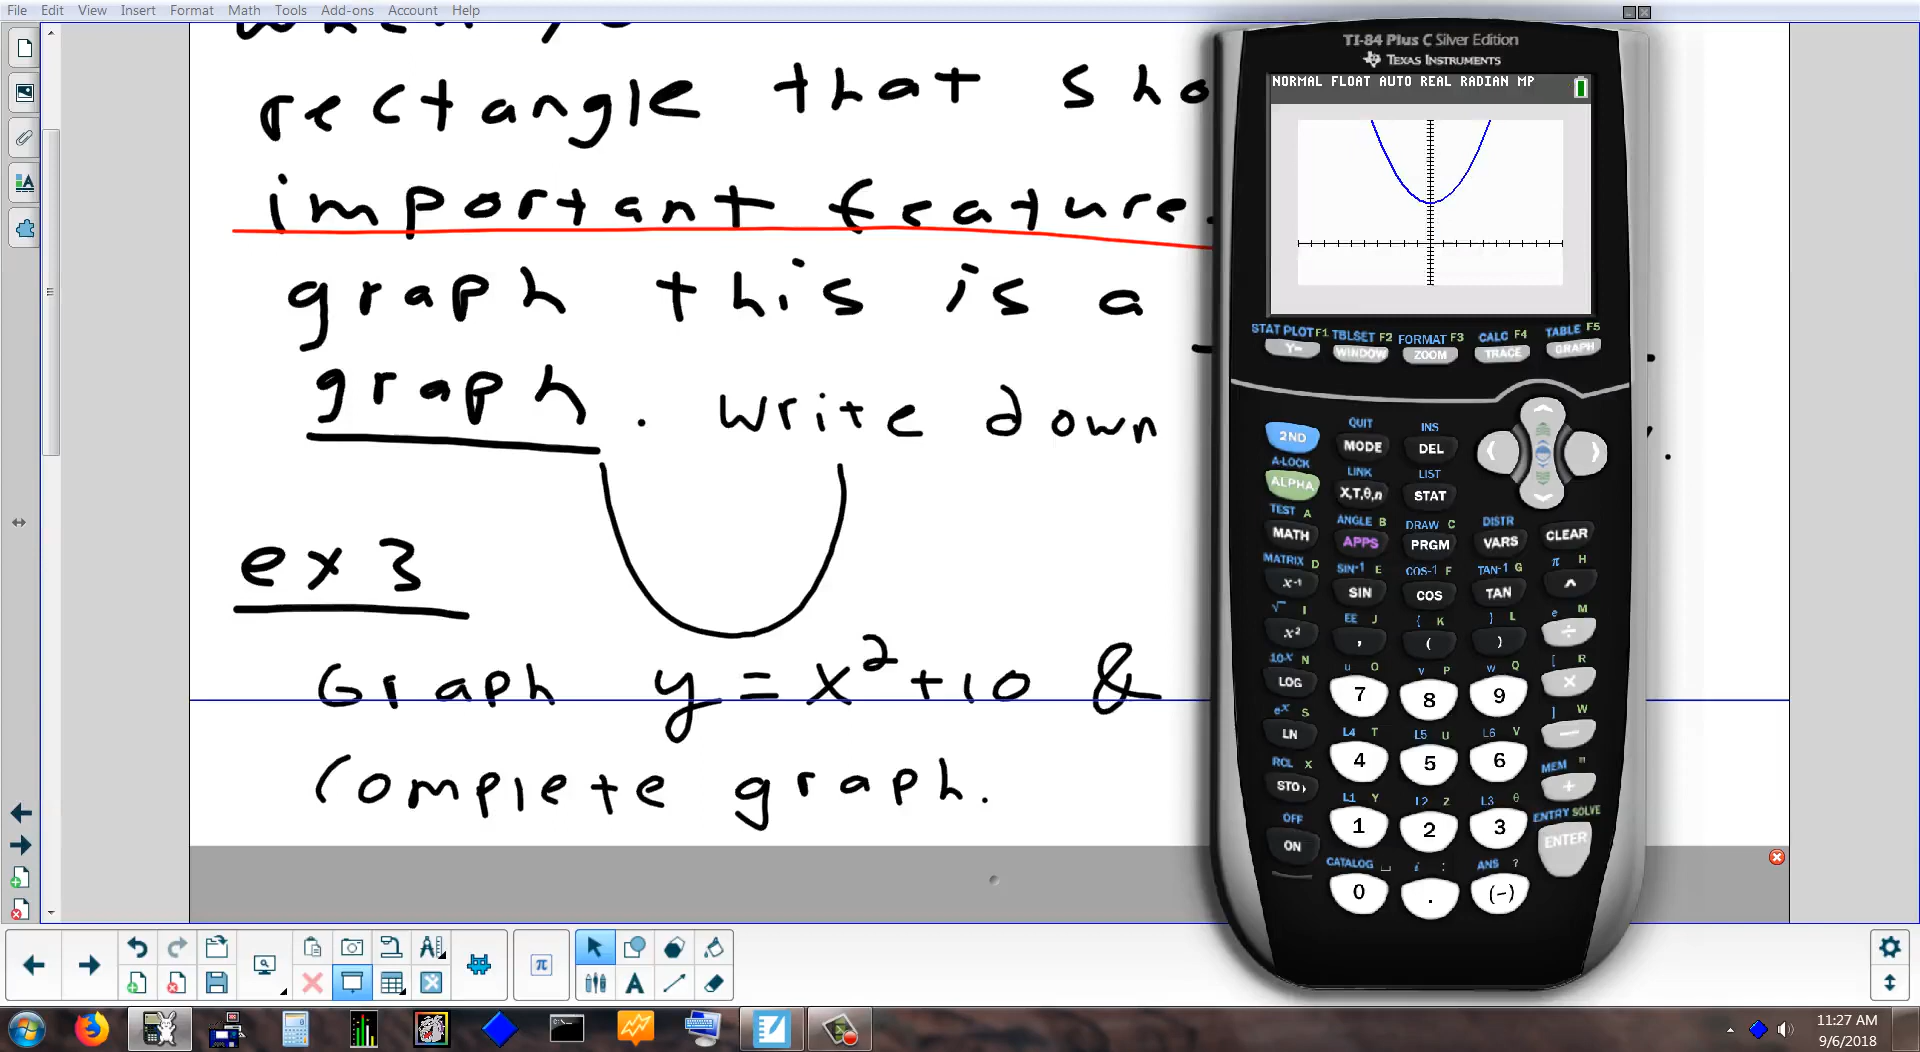 File Edit View Insert Format Math Tools Add-ons Account Help
rectangle that sho
important feature.
graph this is a
graph. Write down
ex 3
Graph y = x²+10 &
Complete graph.
TI-84 Plus C Silver Edition
TEXAS INSTRUMENTS
NORMAL FLOAT AUTO REAL RADIAN MP
STAT PLOT F1 TBLSET F2 FORMAT F3 CALC F4 TABLE F5
Y= WINDOW ZOOM TRACE GRAPH
QUIT INS
2ND MODE DEL
A-LOCK LINK LIST
ALPHA X,T,θ,n STAT
TEST A ANGLE B DRAW C DISTR
MATH APPS PRGM VARS CLEAR
MATRIX D SIN-1 E COS-1 F TAN-1 G π H
x-1 SIN COS TAN ^
√ I EE J { K } L e M
x² , ( ) ÷
10x N u O v P w Q [ R
LOG 7 8 9 ×
ex S L4 T L5 U L6 V ] W
LN 4 5 6 −
RCL X L1 Y L2 Z L3 θ MEM "
STO▸ 1 2 3 +
OFF CATALOG ⎵ i : ANS ? ENTRY SOLVE
ON 0 . (-) ENTER
π
A
11:27 AM
9/6/2018